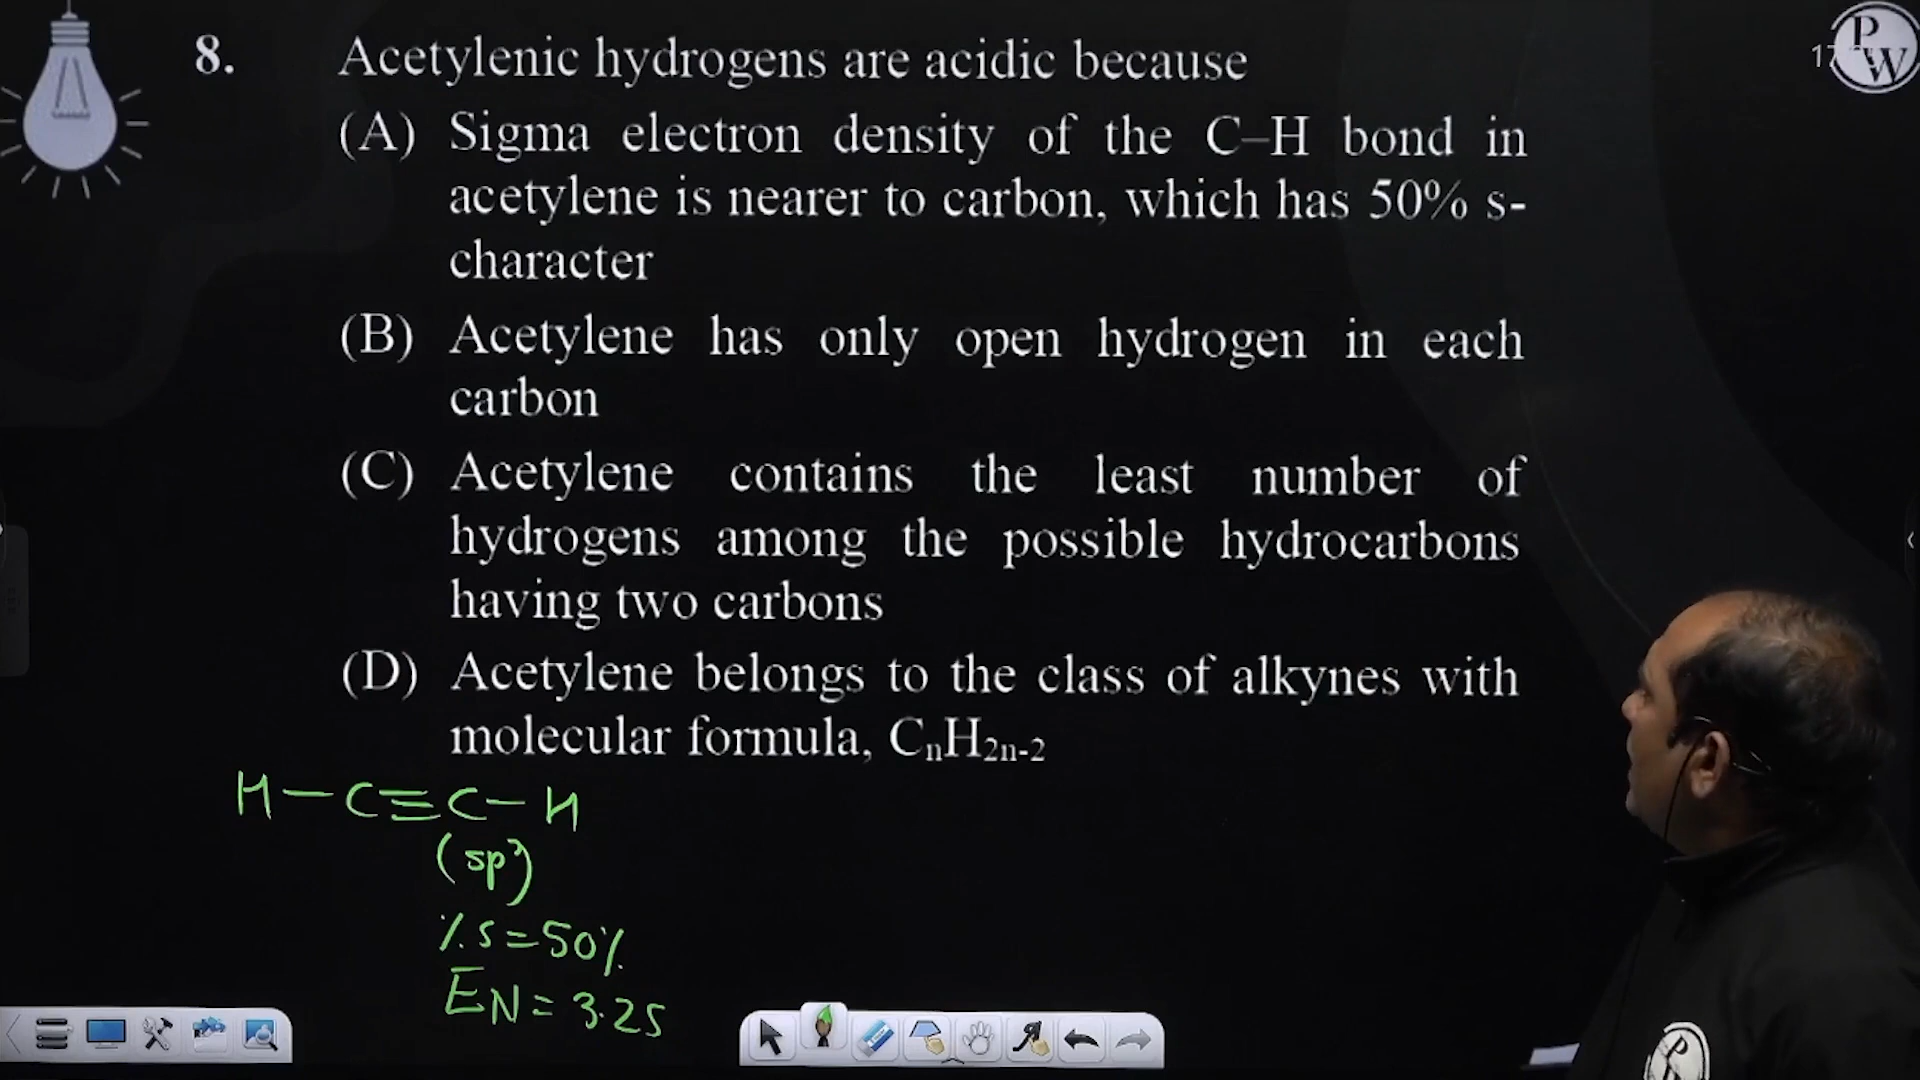 8. Acetylenic hydrogens are acidic because
(A) Sigma electron density of the C–H bond in
acetylene is nearer to carbon, which has 50% s-
character
(B) Acetylene has only open hydrogen in each
carbon
(C) Acetylene contains the least number of
hydrogens among the possible hydrocarbons
having two carbons
(D) Acetylene belongs to the class of alkynes with
molecular formula, CₙH₂ₙ₋₂
H–C≡C–H
(sp)
%s=50%
EN=3.25
PW
17
P